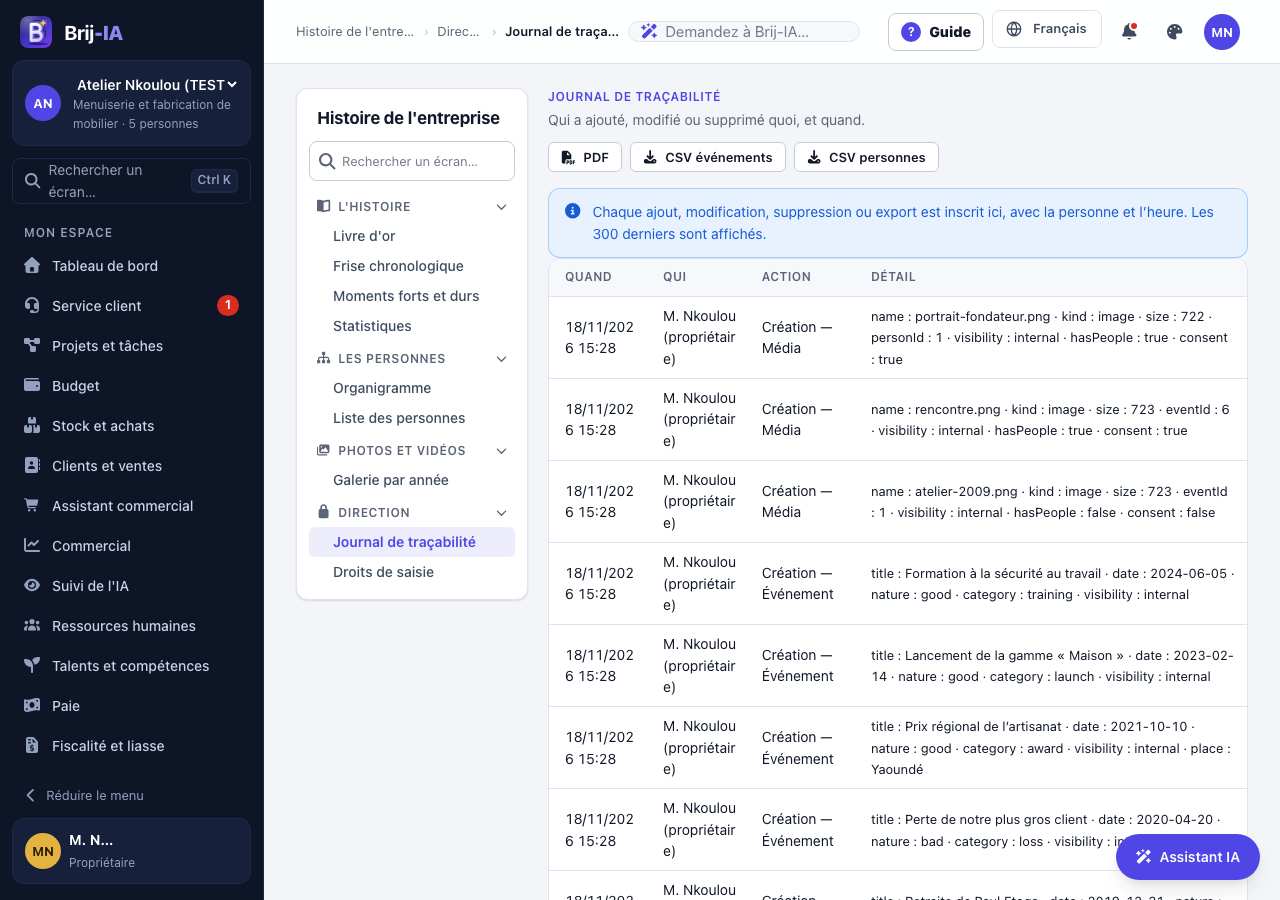 Brij-IA
AN
Atelier Nkoulou (TEST
Menuiserie et fabrication de
mobilier · 5 personnes
Rechercher un
écran...
Ctrl K
MON ESPACE
Tableau de bord
Service client
1
Projets et tâches
Budget
Stock et achats
Clients et ventes
Assistant commercial
Commercial
Suivi de l'IA
Ressources humaines
Talents et compétences
Paie
Fiscalité et liasse
Réduire le menu
MN
M. N...
Propriétaire
Histoire de l'entre... › Direc... › Journal de traça...
Demandez à Brij-IA...
? Guide
Français
MN
Histoire de l'entreprise
Rechercher un écran...
L'HISTOIRE
Livre d'or
Frise chronologique
Moments forts et durs
Statistiques
LES PERSONNES
Organigramme
Liste des personnes
PHOTOS ET VIDÉOS
Galerie par année
DIRECTION
Journal de traçabilité
Droits de saisie
JOURNAL DE TRAÇABILITÉ
Qui a ajouté, modifié ou supprimé quoi, et quand.
PDF
CSV événements
CSV personnes
Chaque ajout, modification, suppression ou export est inscrit ici, avec la personne et l'heure. Les
300 derniers sont affichés.
QUAND QUI ACTION DÉTAIL
18/11/202
6 15:28
M. Nkoulou
(propriétair
e)
Création —
Média
name : portrait-fondateur.png · kind : image · size : 722 ·
personId : 1 · visibility : internal · hasPeople : true · consent
: true
18/11/202
6 15:28
M. Nkoulou
(propriétair
e)
Création —
Média
name : rencontre.png · kind : image · size : 723 · eventId : 6
· visibility : internal · hasPeople : true · consent : true
18/11/202
6 15:28
M. Nkoulou
(propriétair
e)
Création —
Média
name : atelier-2009.png · kind : image · size : 723 · eventId
: 1 · visibility : internal · hasPeople : false · consent : false
18/11/202
6 15:28
M. Nkoulou
(propriétair
e)
Création —
Événement
title : Formation à la sécurité au travail · date : 2024-06-05 ·
nature : good · category : training · visibility : internal
18/11/202
6 15:28
M. Nkoulou
(propriétair
e)
Création —
Événement
title : Lancement de la gamme « Maison » · date : 2023-02-
14 · nature : good · category : launch · visibility : internal
18/11/202
6 15:28
M. Nkoulou
(propriétair
e)
Création —
Événement
title : Prix régional de l'artisanat · date : 2021-10-10 ·
nature : good · category : award · visibility : internal · place :
Yaoundé
18/11/202
6 15:28
M. Nkoulou
(propriétair
e)
Création —
Événement
title : Perte de notre plus gros client · date : 2020-04-20 ·
nature : bad · category : loss · visibility :
Assistant IA
M. Nkoulou